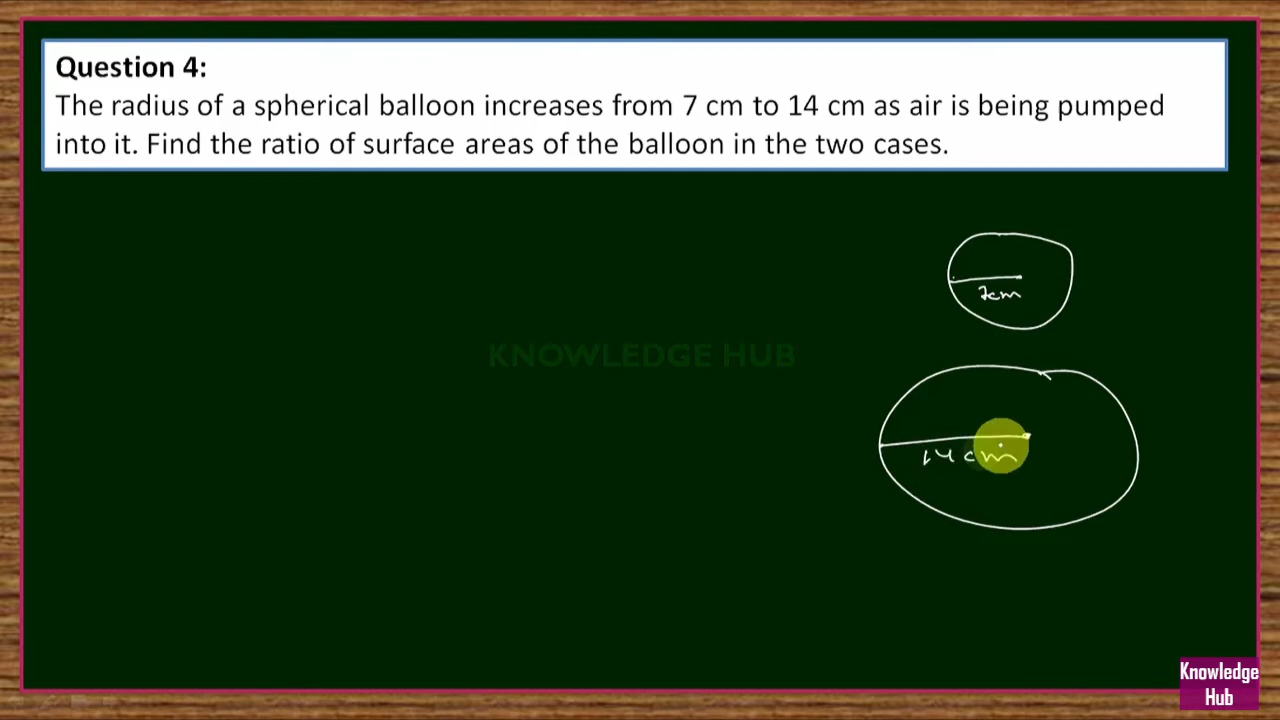 Question 4:
The radius of a spherical balloon increases from 7 cm to 14 cm as air is being pumped
into it. Find the ratio of surface areas of the balloon in the two cases.
7cm
KNOWLEDGE HUB
14 cm
Knowledge
Hub